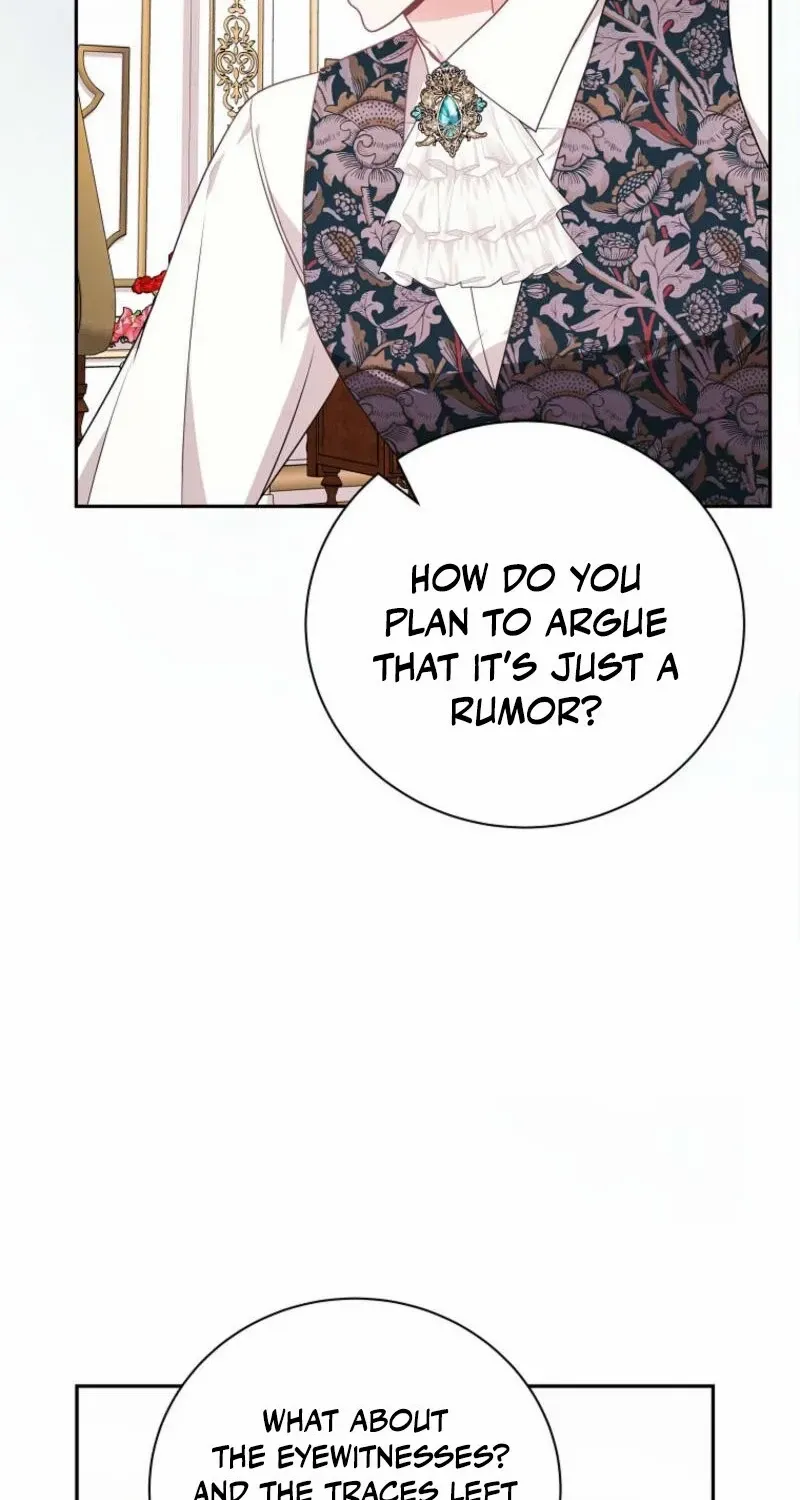 HOW DO YOU
PLAN TO ARGUE
THAT IT'S JUST A
RUMOR?
WHAT ABOUT
THE EYEWITNESSES?
AND THE TRACES LEFT